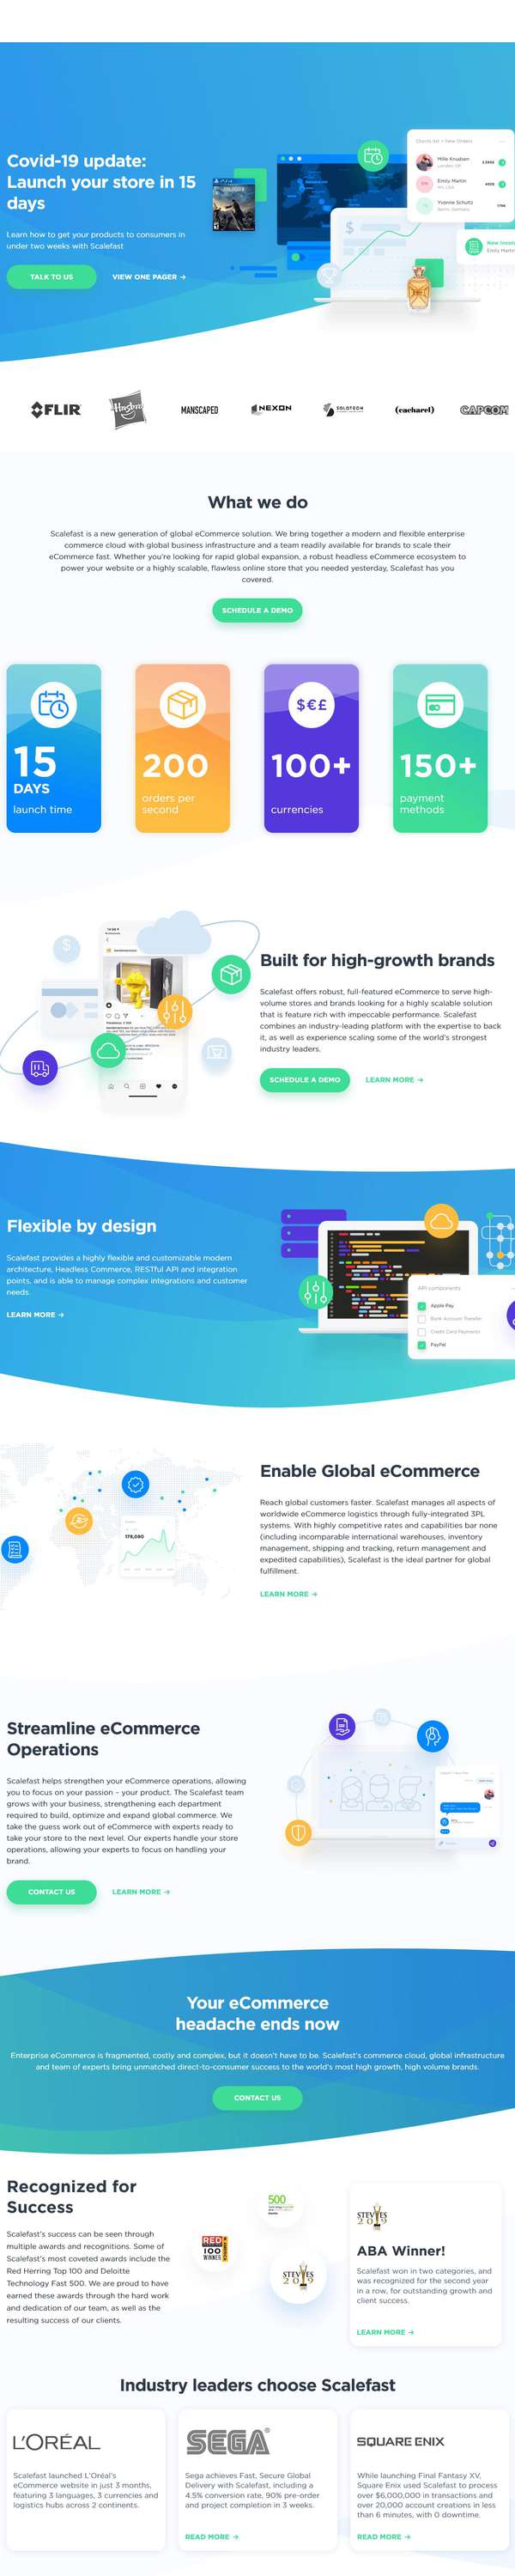 Covid-19 update:
Launch your store in 15
days
Learn how to get your products to consumers in
under two weeks with Scalefast
TALK TO US
VIEW ONE PAGER →
Mille Knudsen
Emily Martin
Yvonne Schultz
$
FLIR
Hasbro
MANSCAPED
NEXON
SOLOTECH
(cacharel)
CAPCOM
What we do
Scalefast is a new generation of global eCommerce solution. We bring together a modern and flexible enterprise
commerce cloud with global business infrastructure and a team readily available for brands to scale their
eCommerce fast. Whether you're looking for rapid global expansion, a robust headless eCommerce ecosystem to
power your website or a highly scalable, flawless online store that you needed yesterday, Scalefast has you
covered.
SCHEDULE A DEMO
15
DAYS
launch time
200
orders per
second
$€£
100+
currencies
150+
payment
methods
$
Built for high-growth brands
Scalefast offers robust, full-featured eCommerce to serve high-
volume stores and brands looking for a highly scalable solution
that is feature rich with impeccable performance. Scalefast
combines an industry-leading platform with the expertise to back
it, as well as experience scaling some of the world's strongest
industry leaders.
SCHEDULE A DEMO
LEARN MORE →
Flexible by design
Scalefast provides a highly flexible and customizable modern
architecture, Headless Commerce, RESTful API and integration
points, and is able to manage complex integrations and customer
needs.
LEARN MORE →
API components
Apple Pay
Bank Account Transfer
Credit Card Payments
PayPal
Enable Global eCommerce
Reach global customers faster. Scalefast manages all aspects of
worldwide eCommerce logistics through fully-integrated 3PL
systems. With highly competitive rates and capabilities bar none
(including incomparable international warehouses, inventory
management, shipping and tracking, return management and
expedited capabilities), Scalefast is the ideal partner for global
fulfillment.
LEARN MORE →
178,080
Streamline eCommerce
Operations
Scalefast helps strengthen your eCommerce operations, allowing
you to focus on your passion - your product. The Scalefast team
grows with your business, strengthening each department
required to build, optimize and expand global commerce. We
take the guess work out of eCommerce with experts ready to
take your store to the next level. Our experts handle your store
operations, allowing your experts to focus on handling your
brand.
CONTACT US
LEARN MORE →
Your eCommerce
headache ends now
Enterprise eCommerce is fragmented, costly and complex, but it doesn't have to be. Scalefast's commerce cloud, global infrastructure
and team of experts bring unmatched direct-to-consumer success to the world's most high growth, high volume brands.
CONTACT US
Recognized for
Success
Scalefast's success can be seen through
multiple awards and recognitions. Some of
Scalefast's most coveted awards include the
Red Herring Top 100 and Deloitte
Technology Fast 500. We are proud to have
earned these awards through the hard work
and dedication of our team, as well as the
resulting success of our clients.
500
RED
100
WINNER
STEVIES
2019
STEVIES
2019
ABA Winner!
Scalefast won in two categories, and
was recognized for the second year
in a row, for outstanding growth and
client success.
LEARN MORE →
Industry leaders choose Scalefast
L'ORÉAL
Scalefast launched L'Oréal's
eCommerce website in just 3 months,
featuring 3 languages, 3 currencies and
logistics hubs across 2 continents.
SEGA®
Sega achieves Fast, Secure Global
Delivery with Scalefast, including a
4.5% conversion rate, 90% pre-order
and project completion in 3 weeks.
READ MORE →
SQUARE ENIX
While launching Final Fantasy XV,
Square Enix used Scalefast to process
over $6,000,000 in transactions and
over 20,000 account creations in less
than 6 minutes, with 0 downtime.
READ MORE →